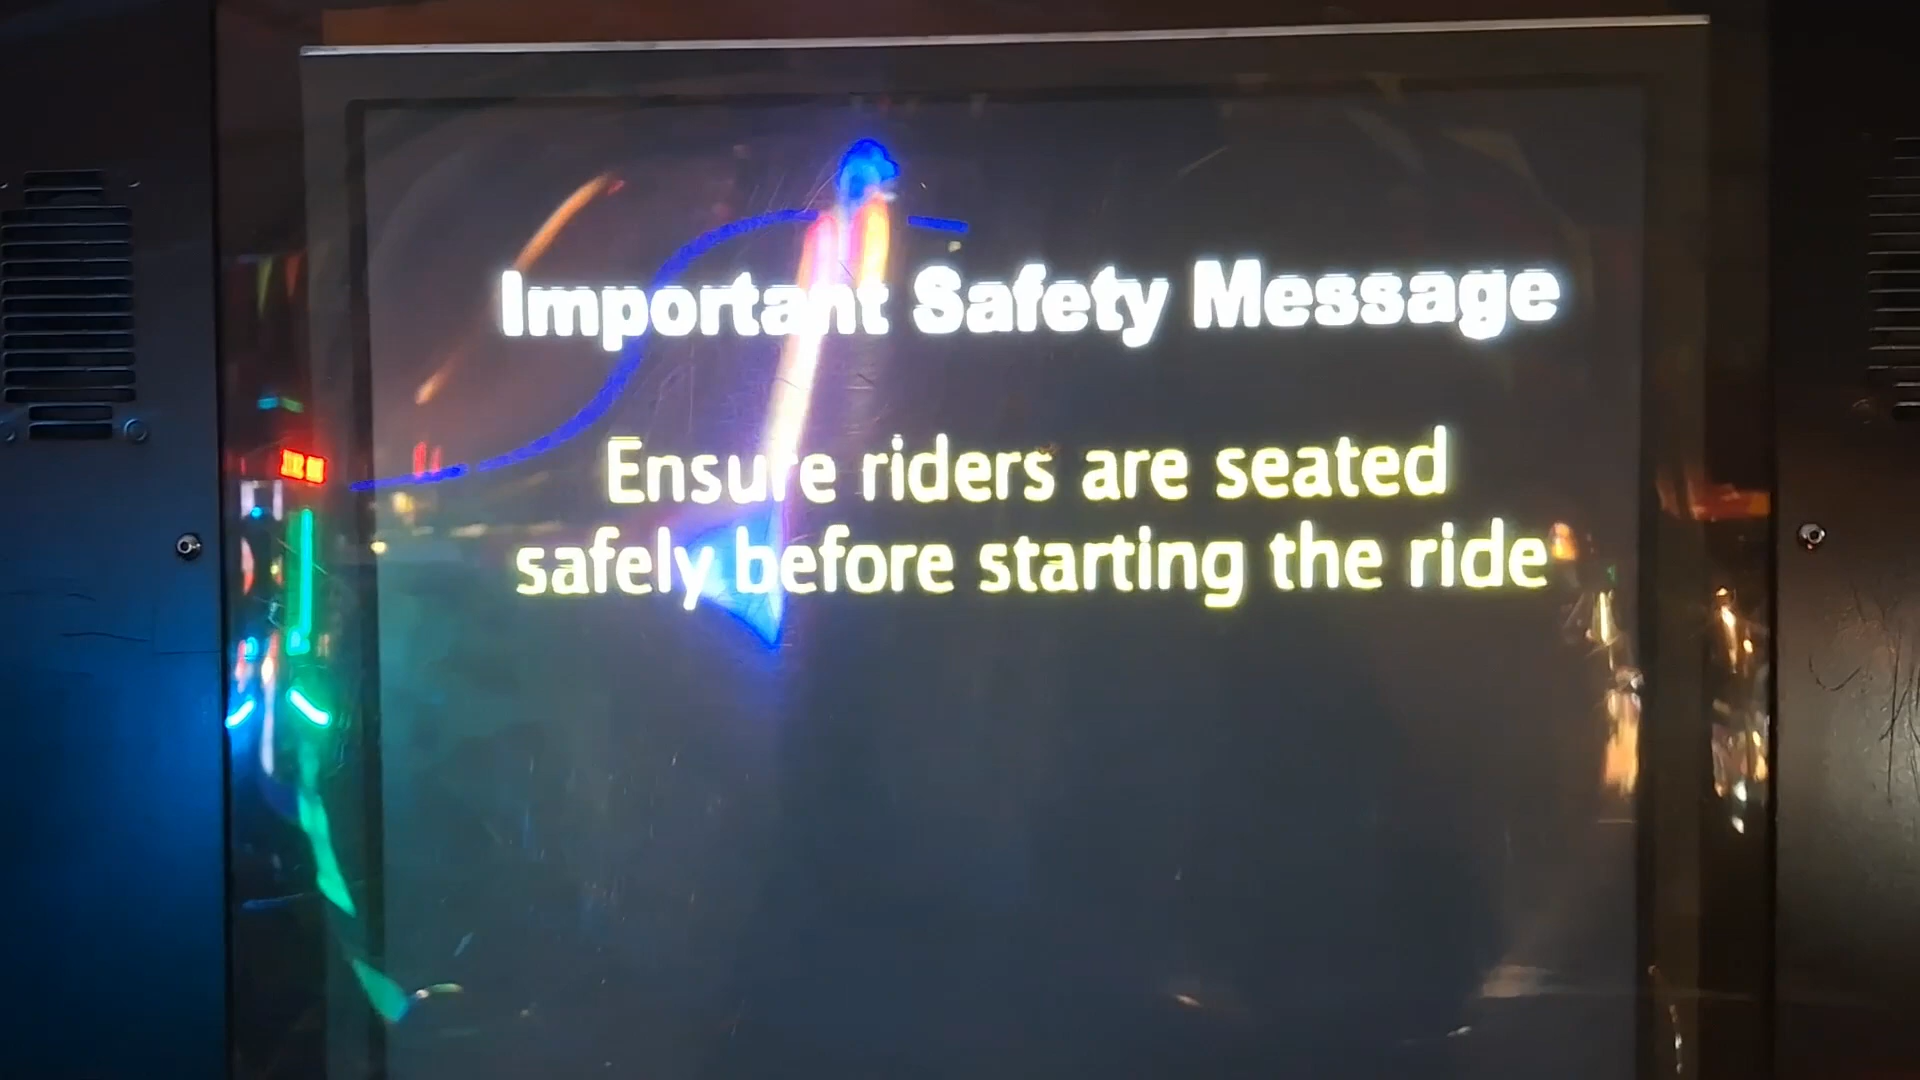 Important Safety Message
Ensure riders are seated
safely before starting the ride